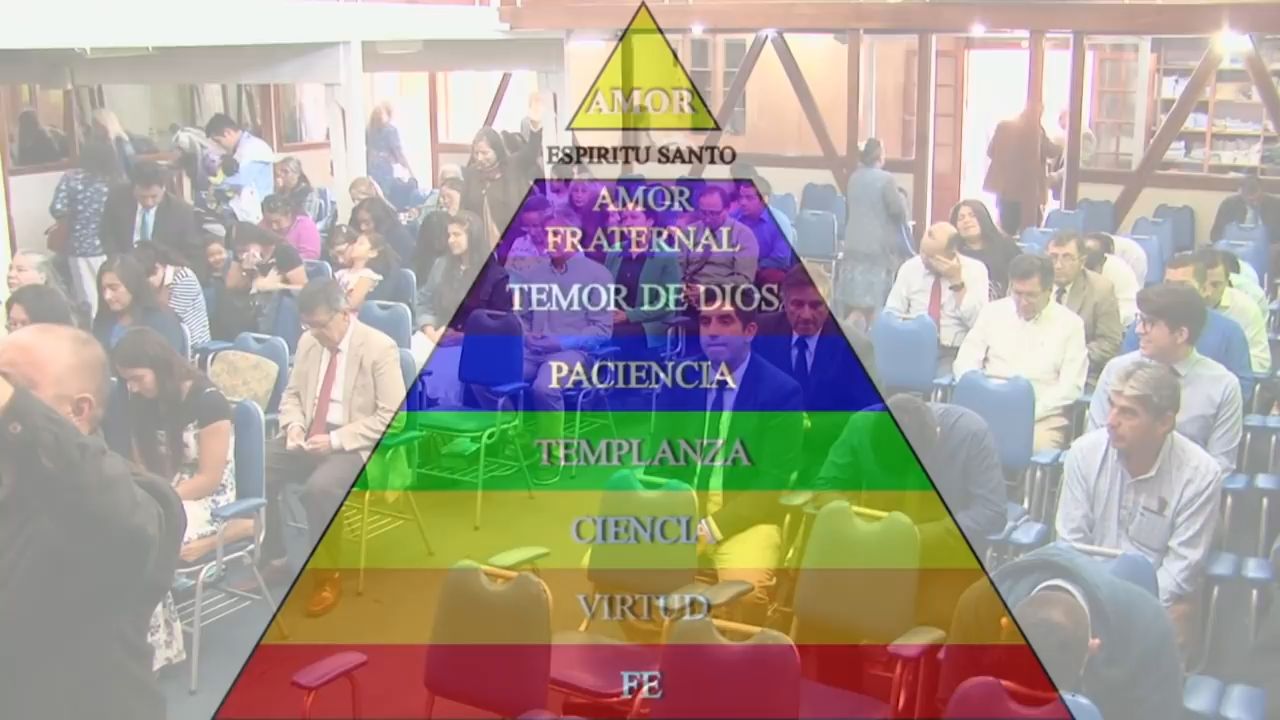 AMOR
ESPIRITU SANTO
AMOR
FRATERNAL
TEMOR DE DIOS
PACIENCIA
TEMPLANZA
CIENCIA
VIRTUD
FE